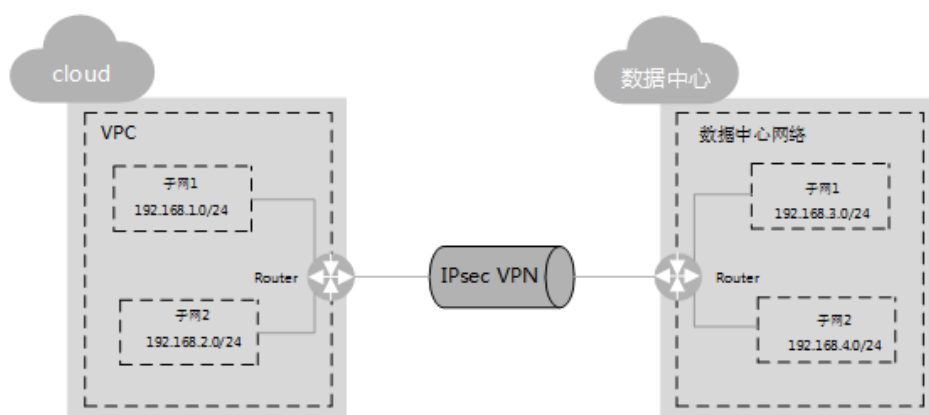 cloud
VPC
子网1
192.168.1.0/24
Router
子网2
192.168.2.0/24
IPsec VPN
数据中心
数据中心网络
子网1
192.168.3.0/24
Router
子网2
192.168.4.0/24